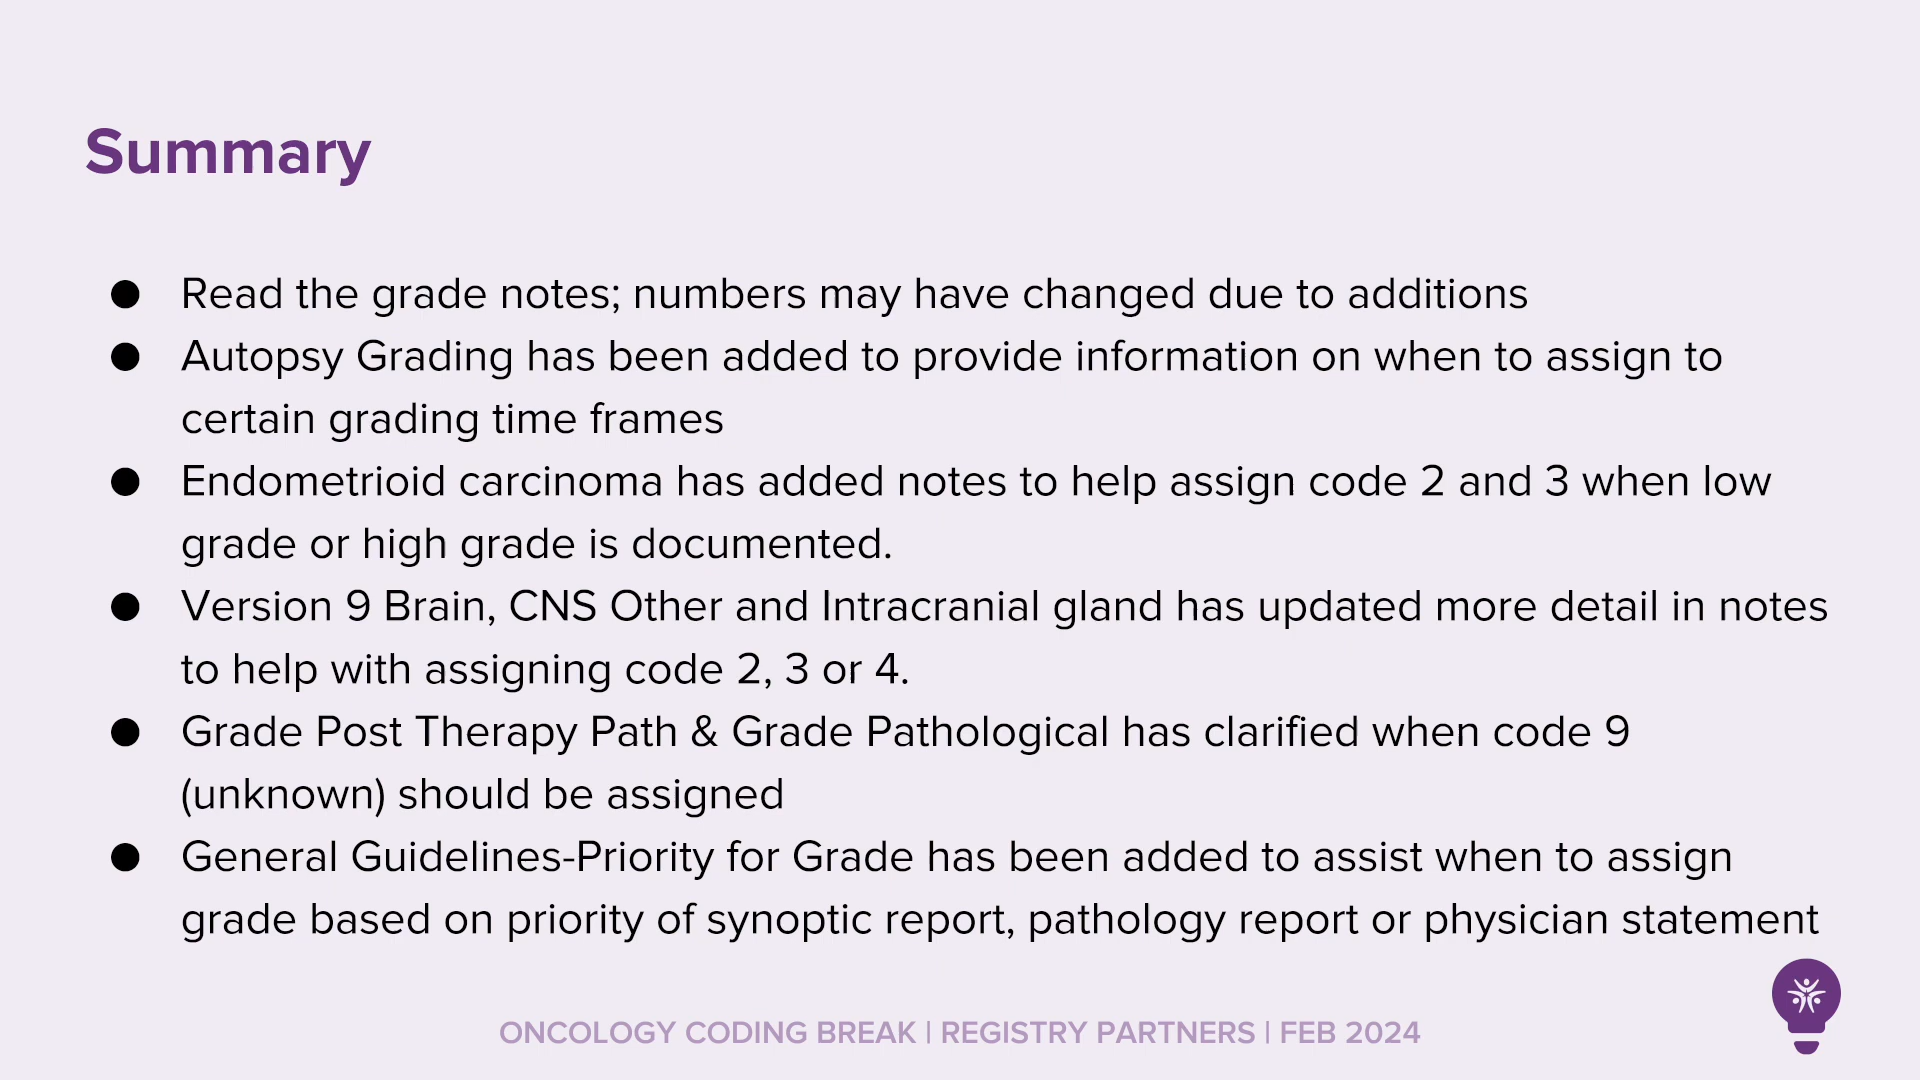 Summary
● Read the grade notes; numbers may have changed due to additions
● Autopsy Grading has been added to provide information on when to assign to
certain grading time frames
● Endometrioid carcinoma has added notes to help assign code 2 and 3 when low
grade or high grade is documented.
● Version 9 Brain, CNS Other and Intracranial gland has updated more detail in notes
to help with assigning code 2, 3 or 4.
● Grade Post Therapy Path & Grade Pathological has clarified when code 9
(unknown) should be assigned
● General Guidelines-Priority for Grade has been added to assist when to assign
grade based on priority of synoptic report, pathology report or physician statement
ONCOLOGY CODING BREAK | REGISTRY PARTNERS | FEB 2024